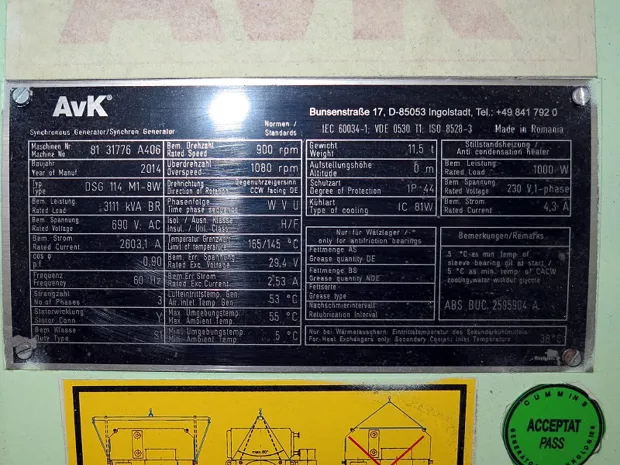 AvK
AvK®
Synchronous Generator/Synchron Generator
Normen / Standards
Bunsenstraße 17, D-85053 Ingolstadt, Tel.: +49 841 792 0
IEC 60034-1; VDE 0530 T1; ISO 8528-3 Made in Romania
Maschinen Nr Machine No 81 31776 A406
Baujahr Year of Manuf. 2014
Typ Type DSG 114 M1-8W
Bem. Leistung Rated Load 3111 kVA BR
Bem. Spannung Rated Voltage 690 V; AC
Bem. Strom Rated Current 2603,1 A
cos φ p.f. 0,90
Frequenz Frequency 60 Hz
Strangzahl No of Phases 3
Statorwicklung Stator Conn. Y
Bem. Klasse Duty Type S1
Bem. Drehzahl Rated Speed 900 rpm
Überdrehzahl Overspeed 1080 rpm
Drehrichtung Gegenuhrzeigersinn CCW facing DE
Phasenfolge Time phase sequence W V U
Isol./Ausn. Klasse Insul./Util. Class H/F
Temperatur Grenzw. Limit of temperature 165/145 °C
Bem. Err. Spannung Rated Exc. Voltage 29,4 V
Bem.Err.Strom Rated Exc.Current 2,53 A
Lufteintrittstemp. Gen Air.Inlet Temp. Gen. 53 °C
Max Umgebungstemp. Max Ambient Temp. 55 °C
Min. Umgebungstemp. Min Ambient Temp. 5 °C
Gewicht Weight 11,5 t
Aufstellungshöhe Altitude 0 m
Schutzart Degree of Protection IP 44
Kühlart Type of cooling IC 81W
Nur für Wälzlager /-
only for antifriction bearings
Fettmenge AS
Grease quantity DE
Fettmenge BS
Grease quantity NDE
Fettsorte
Grease type
Nachschmierintervall
Relubrication Interval
Stillstandsheizung /
Anti condensation heater
Bem. Leistung Rated Load 1000 W
Bem. Spannung Rated Voltage 230 V,1-phase
Bem. Strom Rated Current 4,3 A
Bemerkungen/Remarks
5 °C as min temp of
sleeve bearing oil at start /
5 °C as min. temp of CACW
cooling,water without glycole
ABS BUC. 2595904-A
Nur bei Wärmetauschern: Eintrittstemperatur des Sekundärkühlmittels
For Heat Exchangers only: Secondary Coolant Inlet Temperature 38°C
max.60°
CUMMINS
ACCEPTAT
PASS